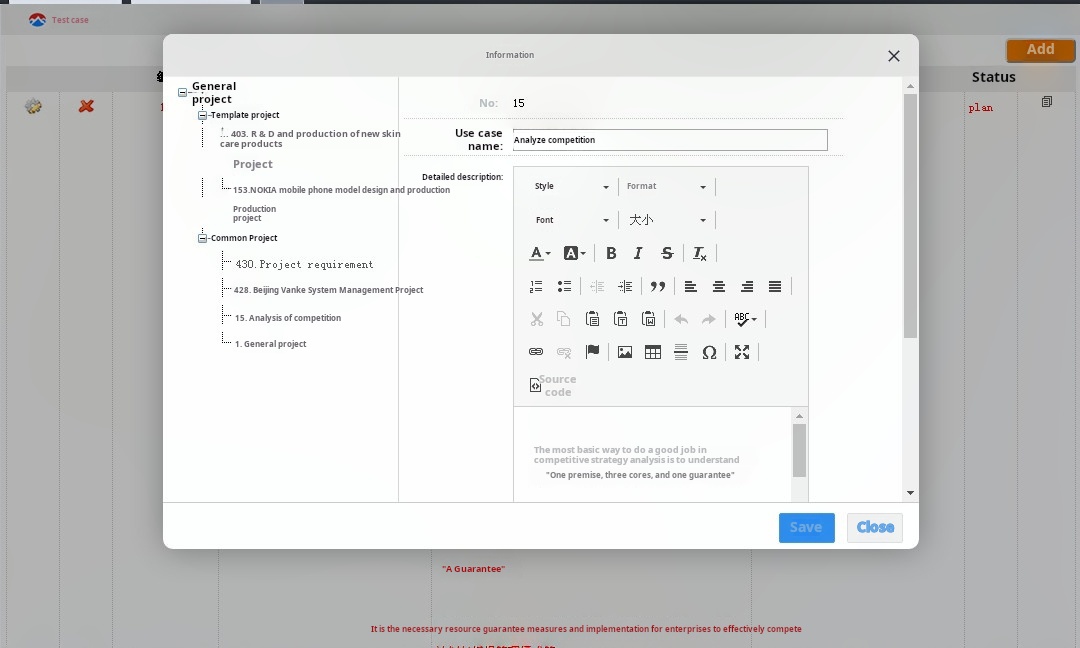 Test case
Add
Information
Status
General
project
Template project
403. R & D and production of new skin
care products
Project
153.NOKIA mobile phone model design and production
Production
project
Common Project
430.Project requirement
428. Beijing Vanke System Management Project
15. Analysis of competition
1. General project
No: 15
Use case
name:
Analyze competition
Detailed description:
Style
Format
Font
大小
ABC
Source
code
The most basic way to do a good job in
competitive strategy analysis is to understand
"One premise, three cores, and one guarantee"
Save
Close
plan
"A Guarantee"
It is the necessary resource guarantee measures and implementation for enterprises to effectively compete